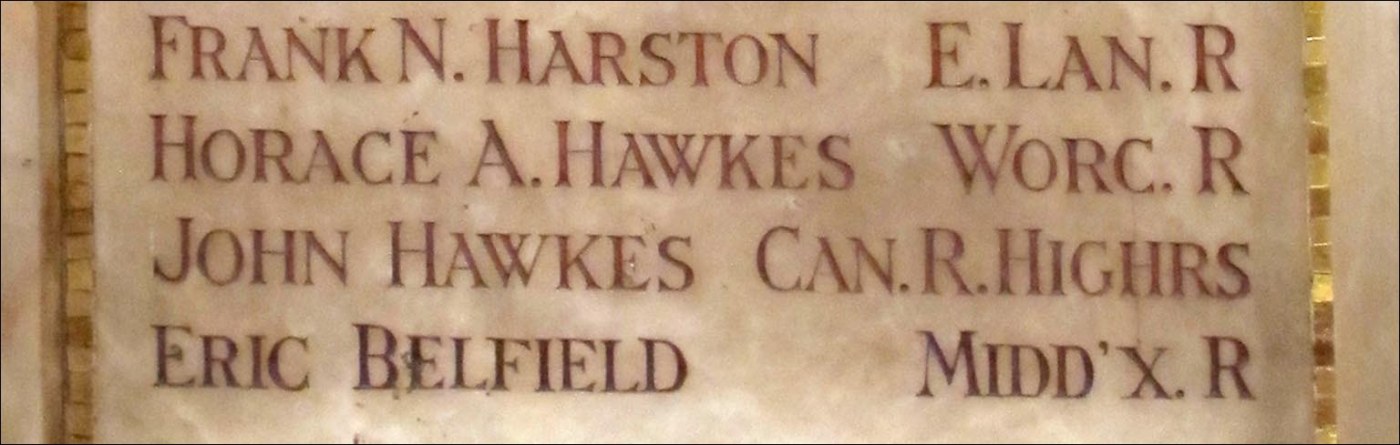 FRANK N. HARSTON E. LAN. R
HORACE A. HAWKES WORC. R
JOHN HAWKES CAN. R. HIGHRS
ERIC BELFIELD MIDD'X. R